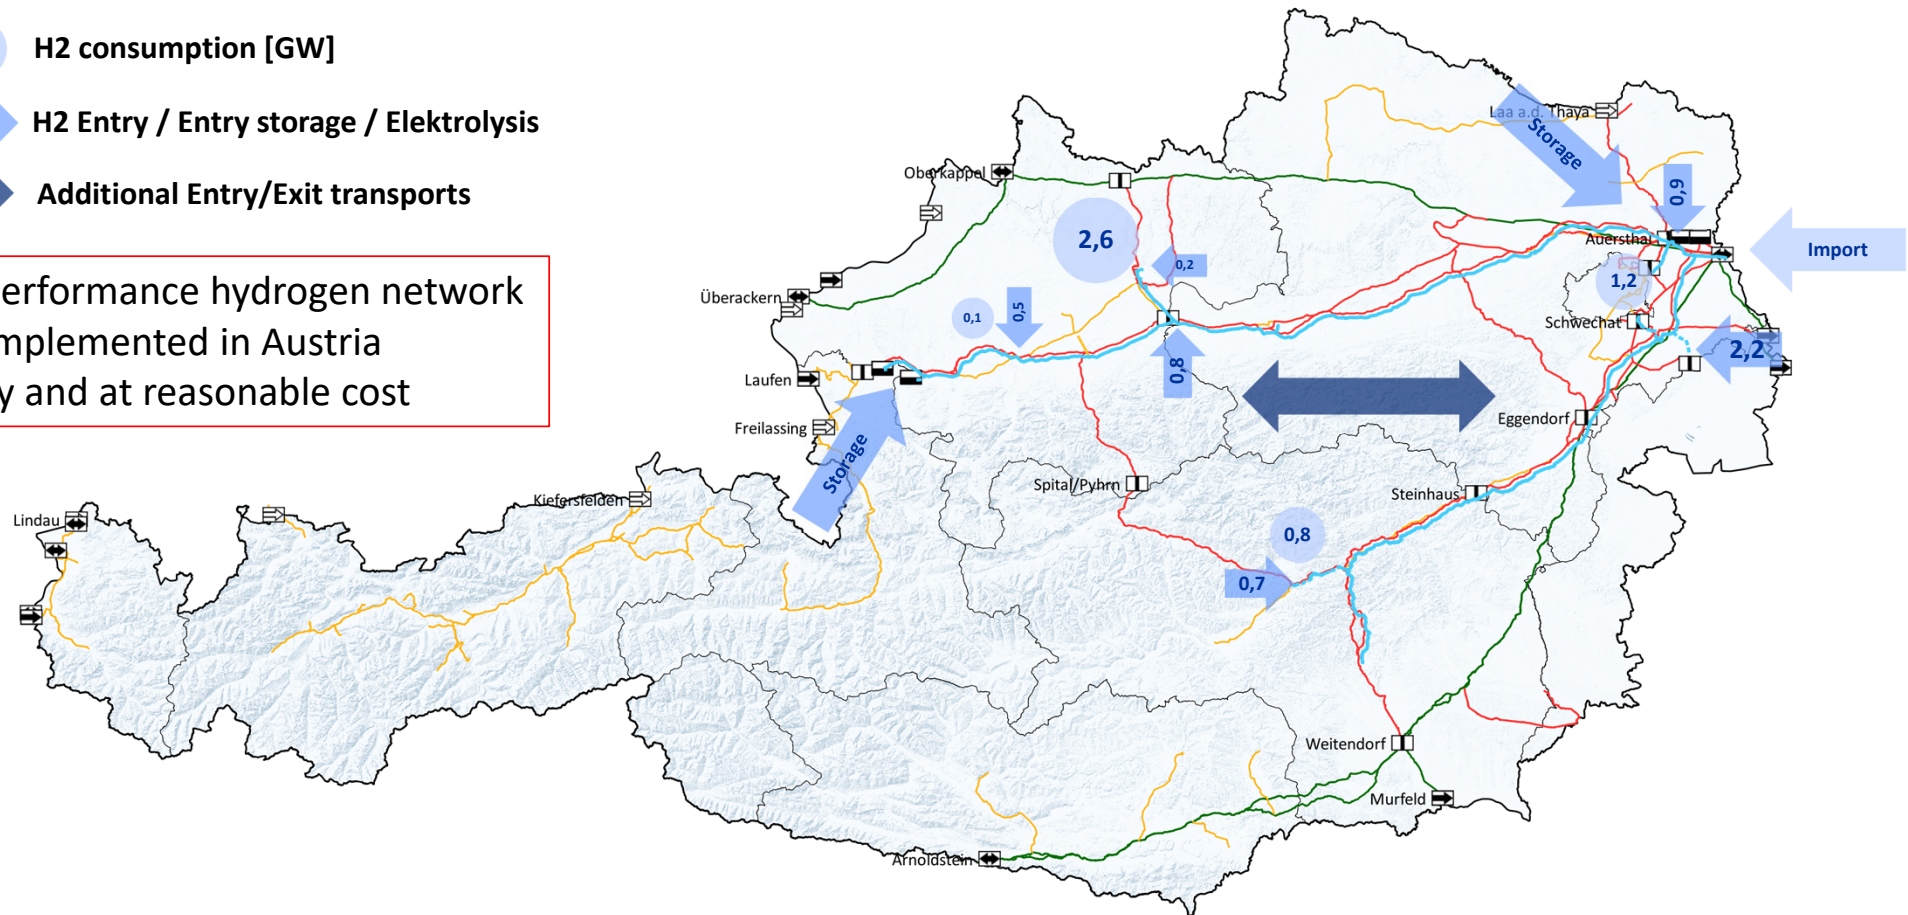 H2 consumption [GW]
H2 Entry / Entry storage / Elektrolysis
Additional Entry/Exit transports
erformance hydrogen network
mplemented in Austria
y and at reasonable cost
Laa a.d. Thaya
Storage
Oberkappel
0,9
2,6
Auersthal
Import
0,2
1,2
Überackern
0,1
0,5
Schwechat
2,2
0,8
Laufen
Eggendorf
Freilassing
Storage
Spital/Pyhrn
Steinhaus
Kiefersfelden
Lindau
0,8
0,7
Weitendorf
Murfeld
Arnoldstein